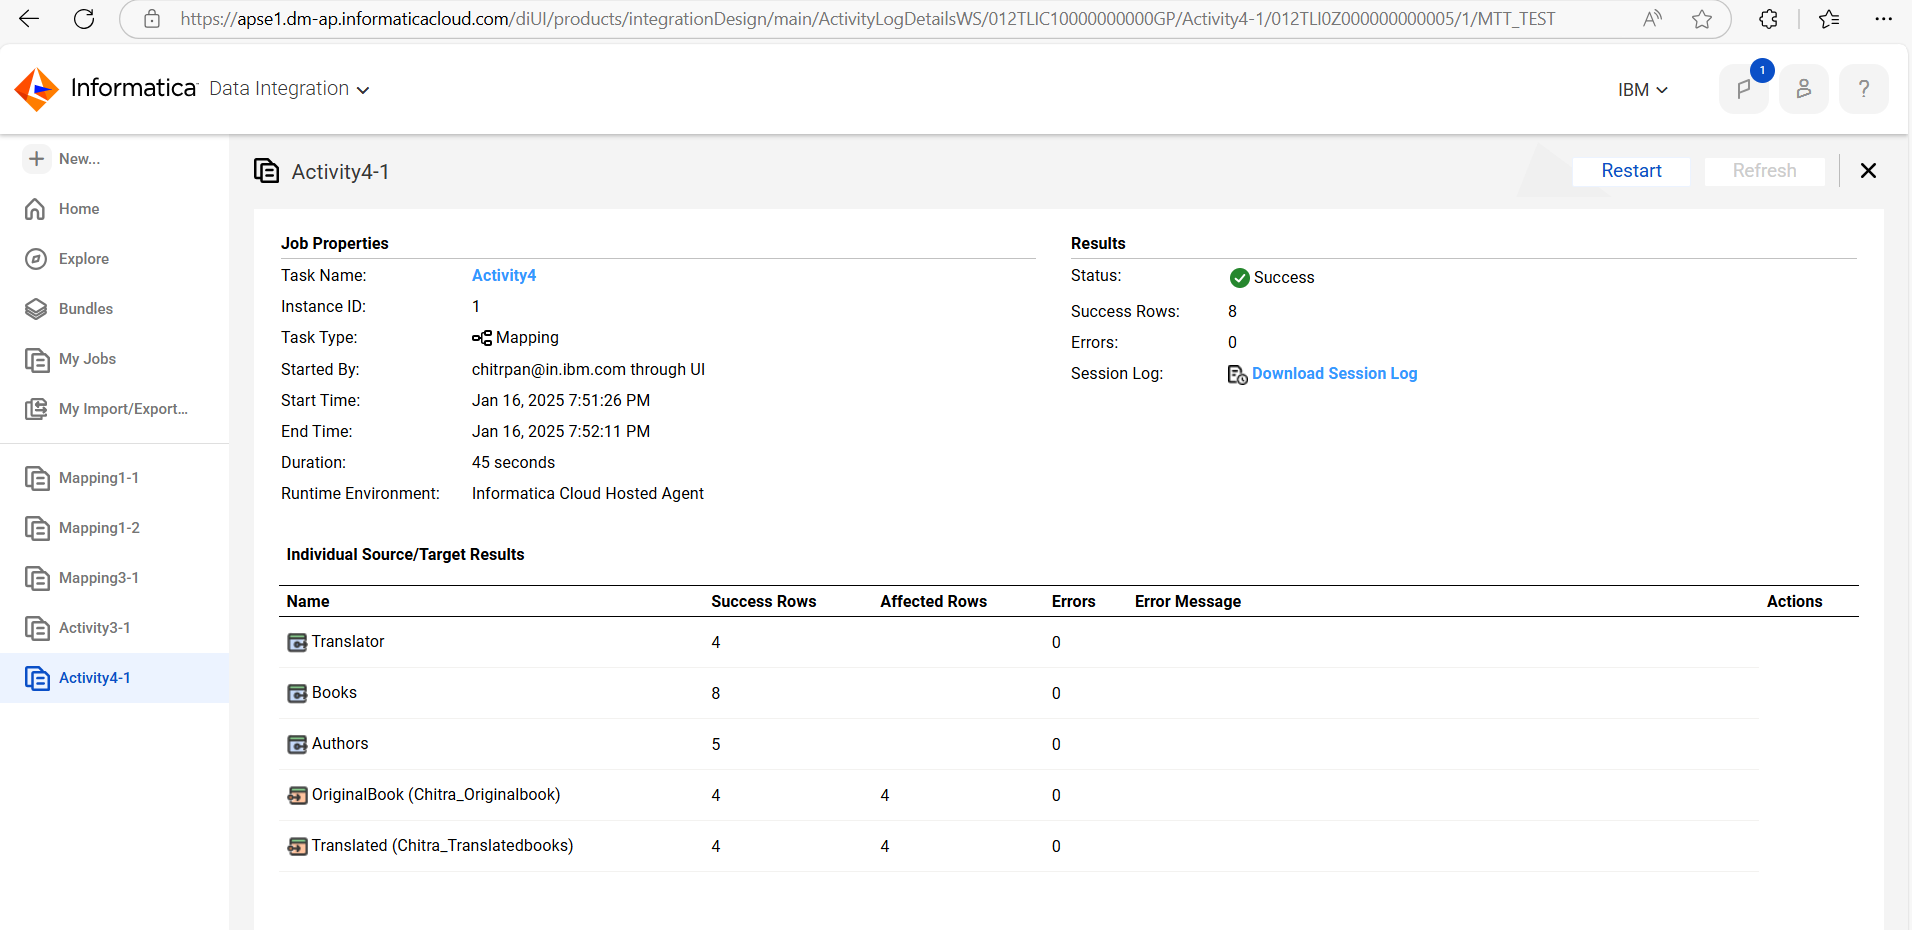 https://apse1.dm-ap.informaticacloud.com/diUI/products/integrationDesign/main/ActivityLogDetailsWS/012TLIC10000000000GP/Activity4-1/012TLI0Z000000000005/1/MTT_TEST
Informatica Data Integration
IBM
1
?
New...
Home
Explore
Bundles
My Jobs
My Import/Export...
Mapping1-1
Mapping1-2
Mapping3-1
Activity3-1
Activity4-1
Activity4-1
Restart
Refresh
Job Properties
Task Name: Activity4
Instance ID: 1
Task Type: Mapping
Started By: chitrpan@in.ibm.com through UI
Start Time: Jan 16, 2025 7:51:26 PM
End Time: Jan 16, 2025 7:52:11 PM
Duration: 45 seconds
Runtime Environment: Informatica Cloud Hosted Agent
Results
Status: Success
Success Rows: 8
Errors: 0
Session Log: Download Session Log
Individual Source/Target Results
Name Success Rows Affected Rows Errors Error Message Actions
Translator 4 0
Books 8 0
Authors 5 0
OriginalBook (Chitra_Originalbook) 4 4 0
Translated (Chitra_Translatedbooks) 4 4 0